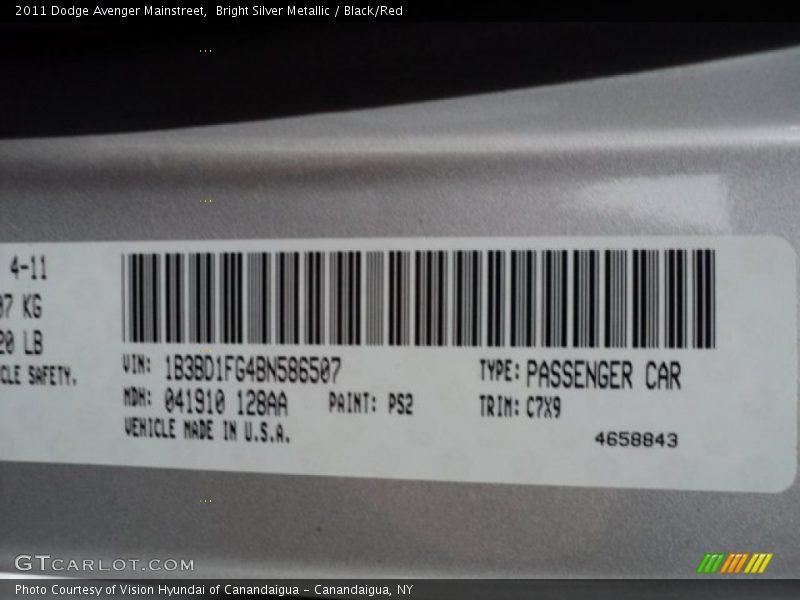 2011 Dodge Avenger Mainstreet, Bright Silver Metallic / Black/Red
4-11
07 KG
20 LB
CLE SAFETY.
VIN: 1B3BD1FG4BN586507
TYPE: PASSENGER CAR
MDH: 041910 128AA
PAINT: PS2
TRIM: C7X9
VEHICLE MADE IN U.S.A.
4658843
GTCARLOT.COM
Photo Courtesy of Vision Hyundai of Canandaigua - Canandaigua, NY